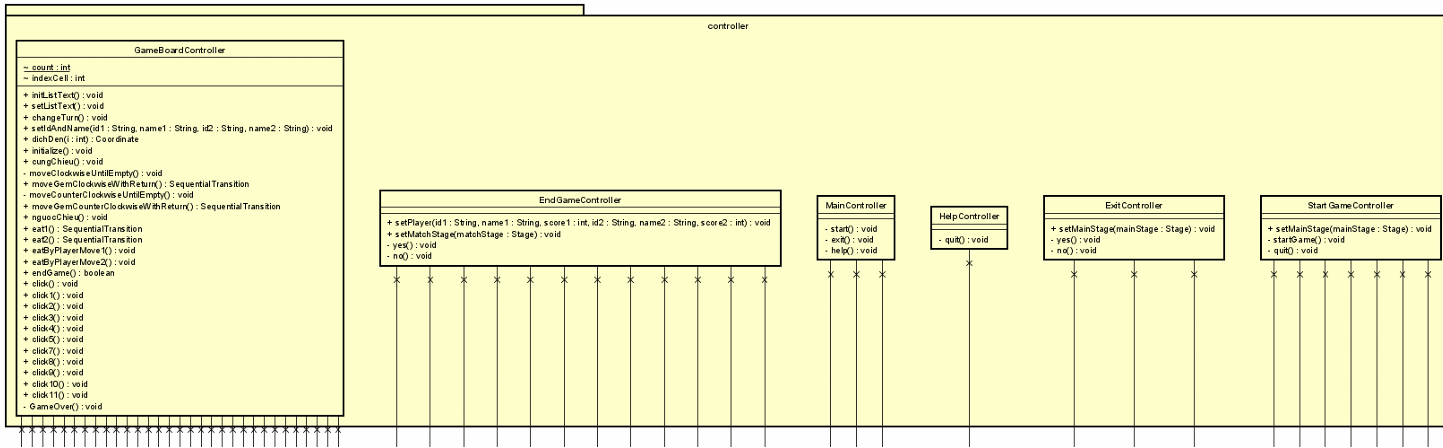 controller
GameBoardController
~ count : int
~ indexCell : int
+ initListText() : void
+ setListText() : void
+ changeTurn() : void
+ setIdAndName(id1 : String, name1 : String, id2 : String, name2 : String) : void
+ dichDen(i : int) : Coordinate
+ initialize() : void
+ cungChieu() : void
- moveClockwiseUntilEmpty() : void
+ moveGemClockwiseWithReturn() : SequentialTransition
- moveCounterClockwiseUntilEmpty() : void
+ moveGemCounterClockwiseWithReturn() : SequentialTransition
+ nguocChieu() : void
+ eat1() : SequentialTransition
+ eat2() : SequentialTransition
+ eatByPlayerMove1() : void
+ eatByPlayerMove2() : void
+ endGame() : boolean
+ click() : void
+ click1() : void
+ click2() : void
+ click3() : void
+ click4() : void
+ click5() : void
+ click7() : void
+ click8() : void
+ click9() : void
+ click10() : void
+ click11() : void
- GameOver() : void
EndGameController
+ setPlayer(id1 : String, name1 : String, score1 : int, id2 : String, name2 : String, score2 : int) : void
+ setMatchStage(matchStage : Stage) : void
- yes() : void
- no() : void
MainController
- start() : void
- exit() : void
- help() : void
HelpController
- quit() : void
ExitController
+ setMainStage(mainStage : Stage) : void
- yes() : void
- no() : void
StartGameController
+ setMainStage(mainStage : Stage) : void
- startGame() : void
- quit() : void